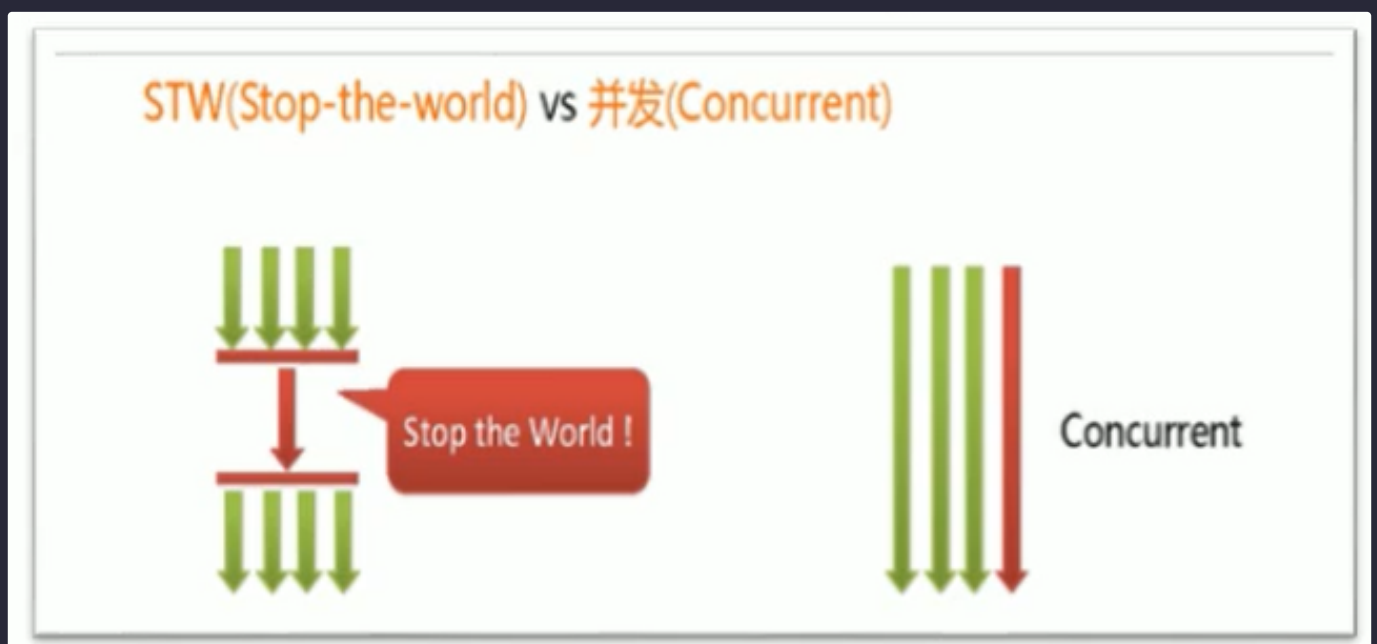 STW(Stop-the-world) vs 并发(Concurrent)
Stop the World !
Concurrent